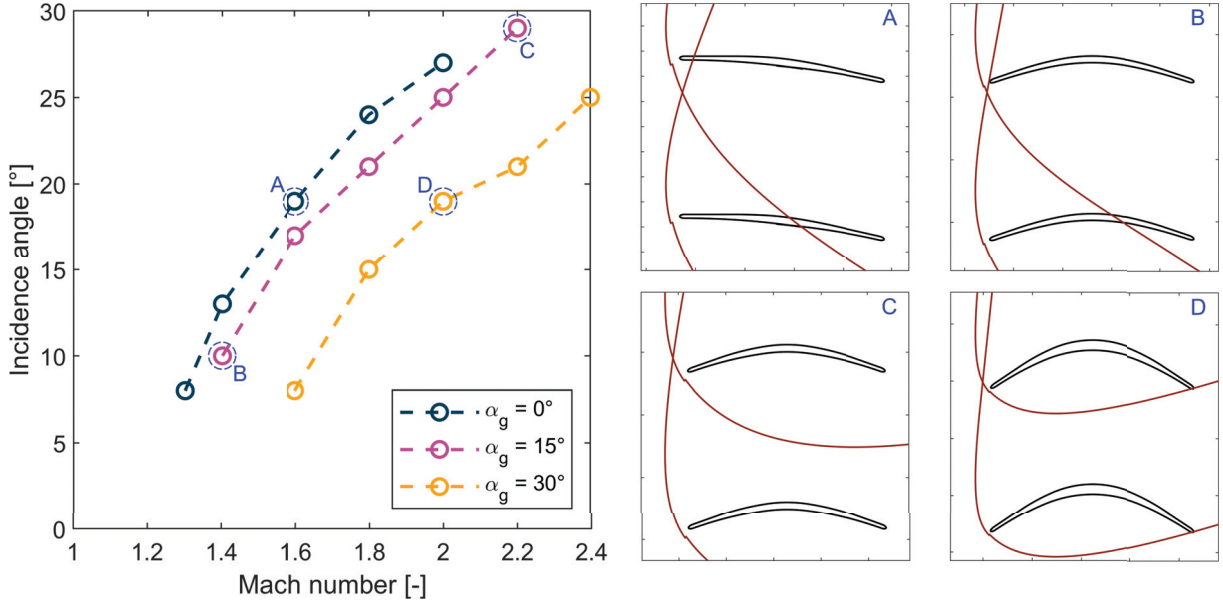 Incidence angle [°]
30
25
20
15
10
5
0
1
1.2
1.4
1.6
1.8
2
2.2
2.4
Mach number [-]
A
B
C
D
α_g = 0°
α_g = 15°
α_g = 30°
A
B
C
D